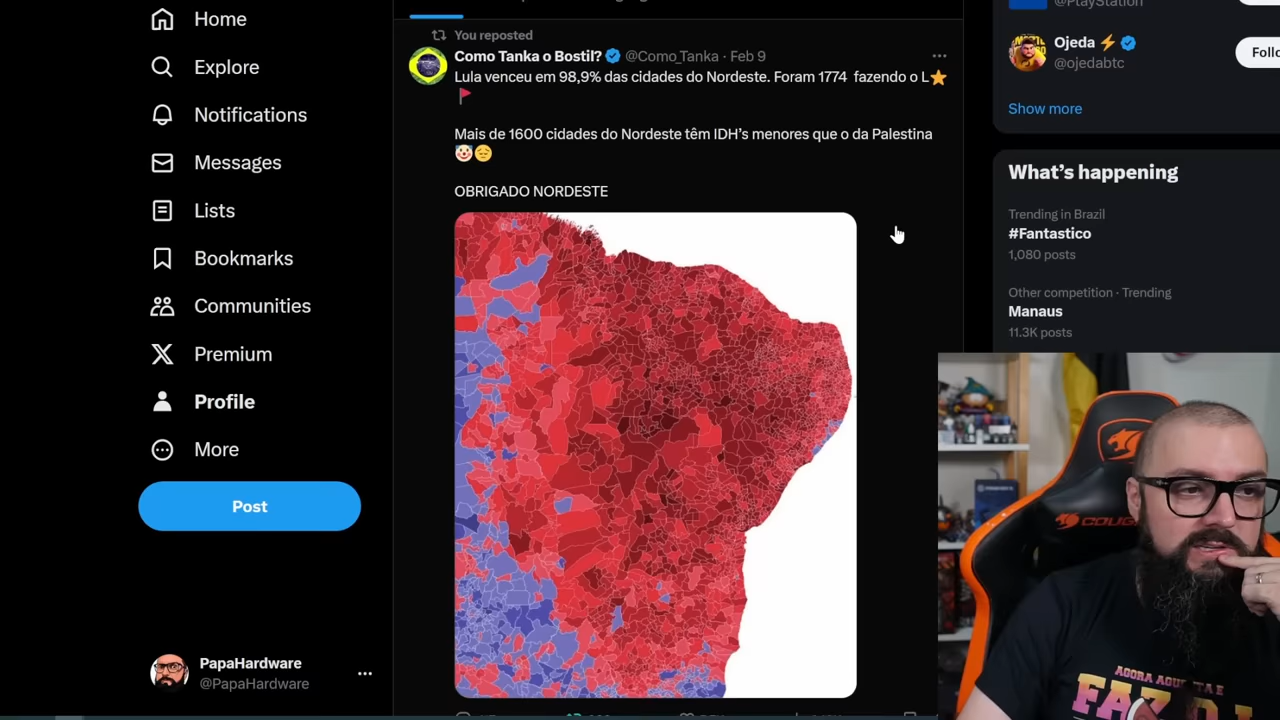 Home
Explore
Notifications
Messages
Lists
Bookmarks
Communities
Premium
Profile
More
Post
PapaHardware
@PapaHardware
You reposted
Como Tanka o Bostil? @Como_Tanka · Feb 9
Lula venceu em 98,9% das cidades do Nordeste. Foram 1774 fazendo o L
Mais de 1600 cidades do Nordeste têm IDH’s menores que o da Palestina
OBRIGADO NORDESTE
@PlayStation
Ojeda
@ojedabtc
Show more
What’s happening
Trending in Brazil
#Fantastico
1,080 posts
Other competition · Trending
Manaus
11.3K posts
COUG
AGORA
FAZ